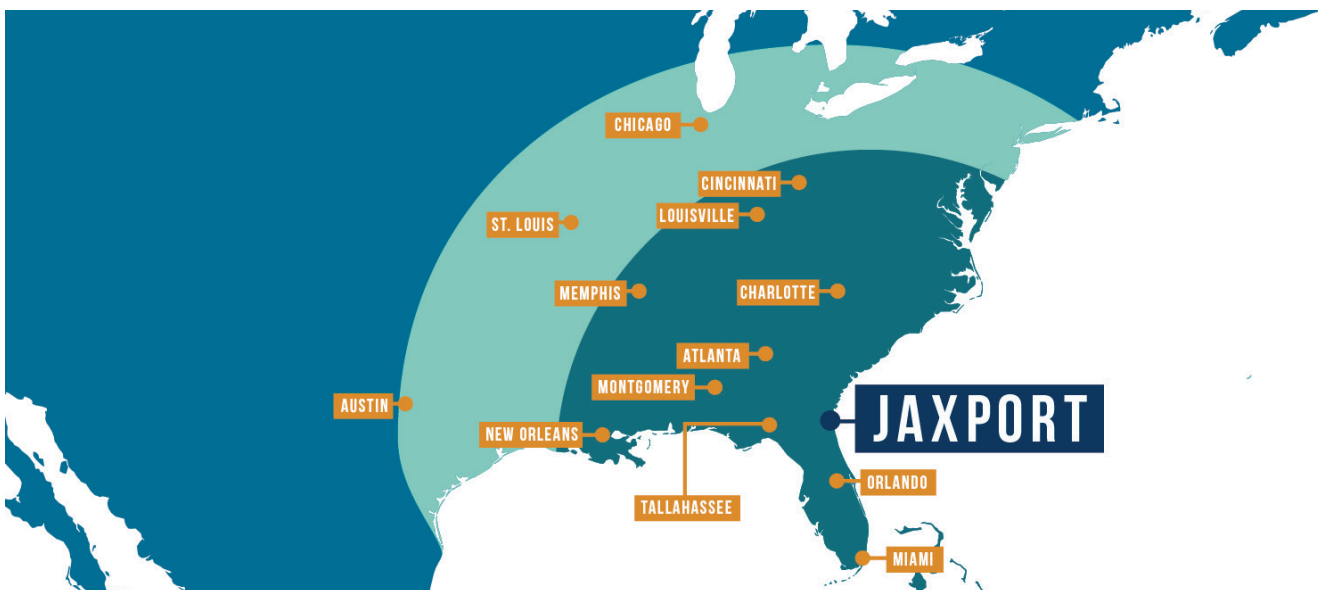 CHICAGO
CINCINNATI
LOUISVILLE
ST. LOUIS
MEMPHIS
CHARLOTTE
ATLANTA
MONTGOMERY
AUSTIN
JAXPORT
NEW ORLEANS
ORLANDO
TALLAHASSEE
MIAMI